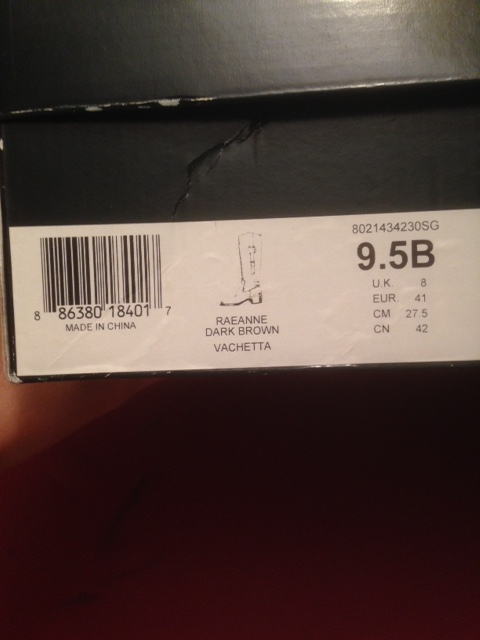 8021434230SG
9.5B
U.K. 8
EUR. 41
CM 27.5
CN 42
8 86380 18401 7
MADE IN CHINA
RAEANNE
DARK BROWN
VACHETTA